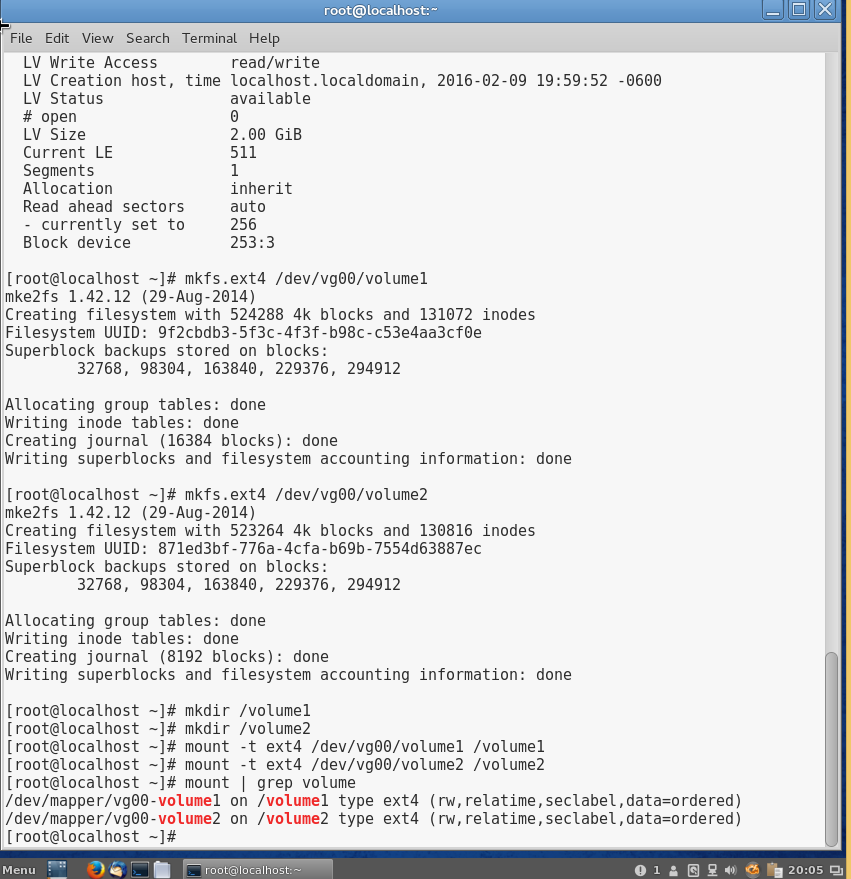 root@localhost:~
File Edit View Search Terminal Help
LV Write Access        read/write
LV Creation host, time localhost.localdomain, 2016-02-09 19:59:52 -0600
LV Status              available
# open                 0
LV Size                2.00 GiB
Current LE             511
Segments               1
Allocation             inherit
Read ahead sectors     auto
- currently set to     256
Block device           253:3
[root@localhost ~]# mkfs.ext4 /dev/vg00/volume1
mke2fs 1.42.12 (29-Aug-2014)
Creating filesystem with 524288 4k blocks and 131072 inodes
Filesystem UUID: 9f2cbdb3-5f3c-4f3f-b98c-c53e4aa3cf0e
Superblock backups stored on blocks:
        32768, 98304, 163840, 229376, 294912
Allocating group tables: done
Writing inode tables: done
Creating journal (16384 blocks): done
Writing superblocks and filesystem accounting information: done
[root@localhost ~]# mkfs.ext4 /dev/vg00/volume2
mke2fs 1.42.12 (29-Aug-2014)
Creating filesystem with 523264 4k blocks and 130816 inodes
Filesystem UUID: 871ed3bf-776a-4cfa-b69b-7554d63887ec
Superblock backups stored on blocks:
        32768, 98304, 163840, 229376, 294912
Allocating group tables: done
Writing inode tables: done
Creating journal (8192 blocks): done
Writing superblocks and filesystem accounting information: done
[root@localhost ~]# mkdir /volume1
[root@localhost ~]# mkdir /volume2
[root@localhost ~]# mount -t ext4 /dev/vg00/volume1 /volume1
[root@localhost ~]# mount -t ext4 /dev/vg00/volume2 /volume2
[root@localhost ~]# mount | grep volume
/dev/mapper/vg00-volume1 on /volume1 type ext4 (rw,relatime,seclabel,data=ordered)
/dev/mapper/vg00-volume2 on /volume2 type ext4 (rw,relatime,seclabel,data=ordered)
[root@localhost ~]#
Menu root@localhost:~ 1 20:05